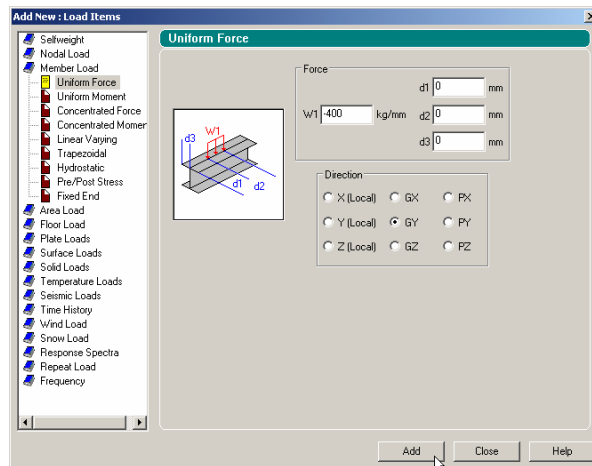 Add New : Load Items
Selfweight
Nodal Load
Member Load
Uniform Force
Uniform Moment
Concentrated Force
Concentrated Momer
Linear Varying
Trapezoidal
Hydrostatic
Pre/Post Stress
Fixed End
Area Load
Floor Load
Plate Loads
Surface Loads
Solid Loads
Temperature Loads
Seismic Loads
Time History
Wind Load
Snow Load
Response Spectra
Repeat Load
Frequency
Uniform Force
d3 W1
d1 d2
Force
d1 0 mm
W1 -400 kg/mm d2 0 mm
d3 0 mm
Direction
X (Local) GX PX
Y (Local) GY PY
Z (Local) GZ PZ
Add Close Help